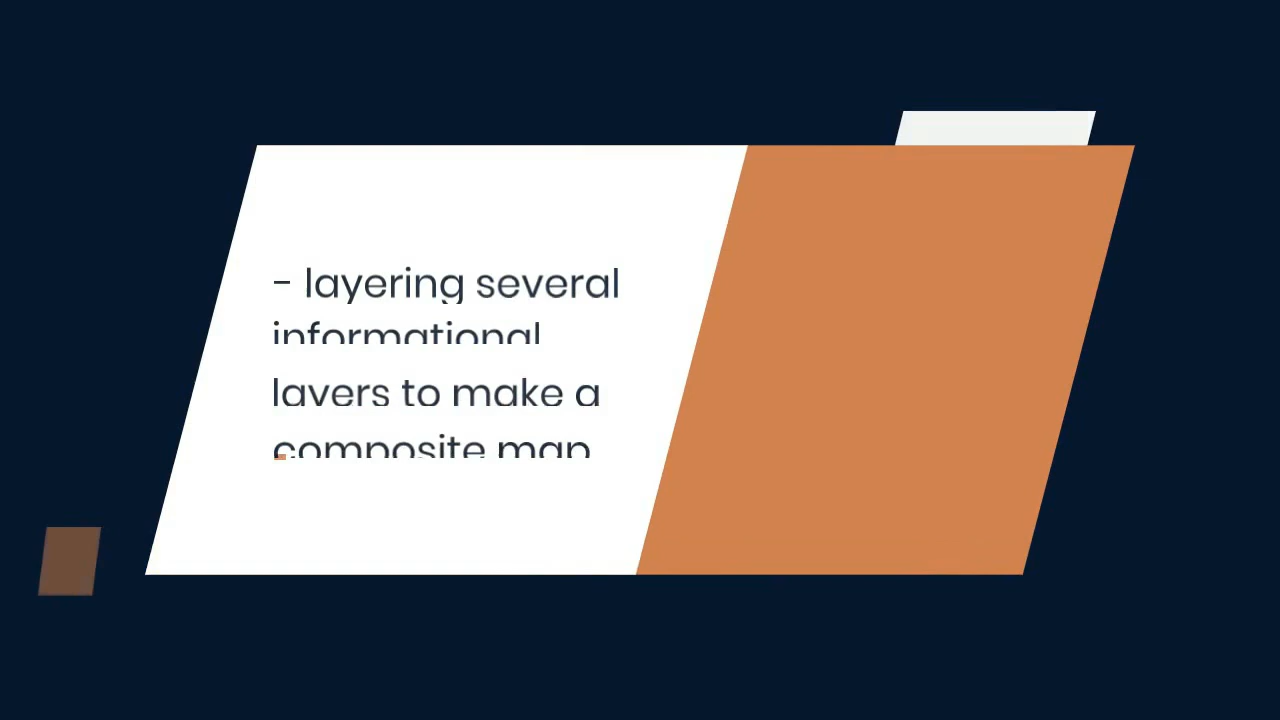 - layering several
informational
layers to make a
composite map